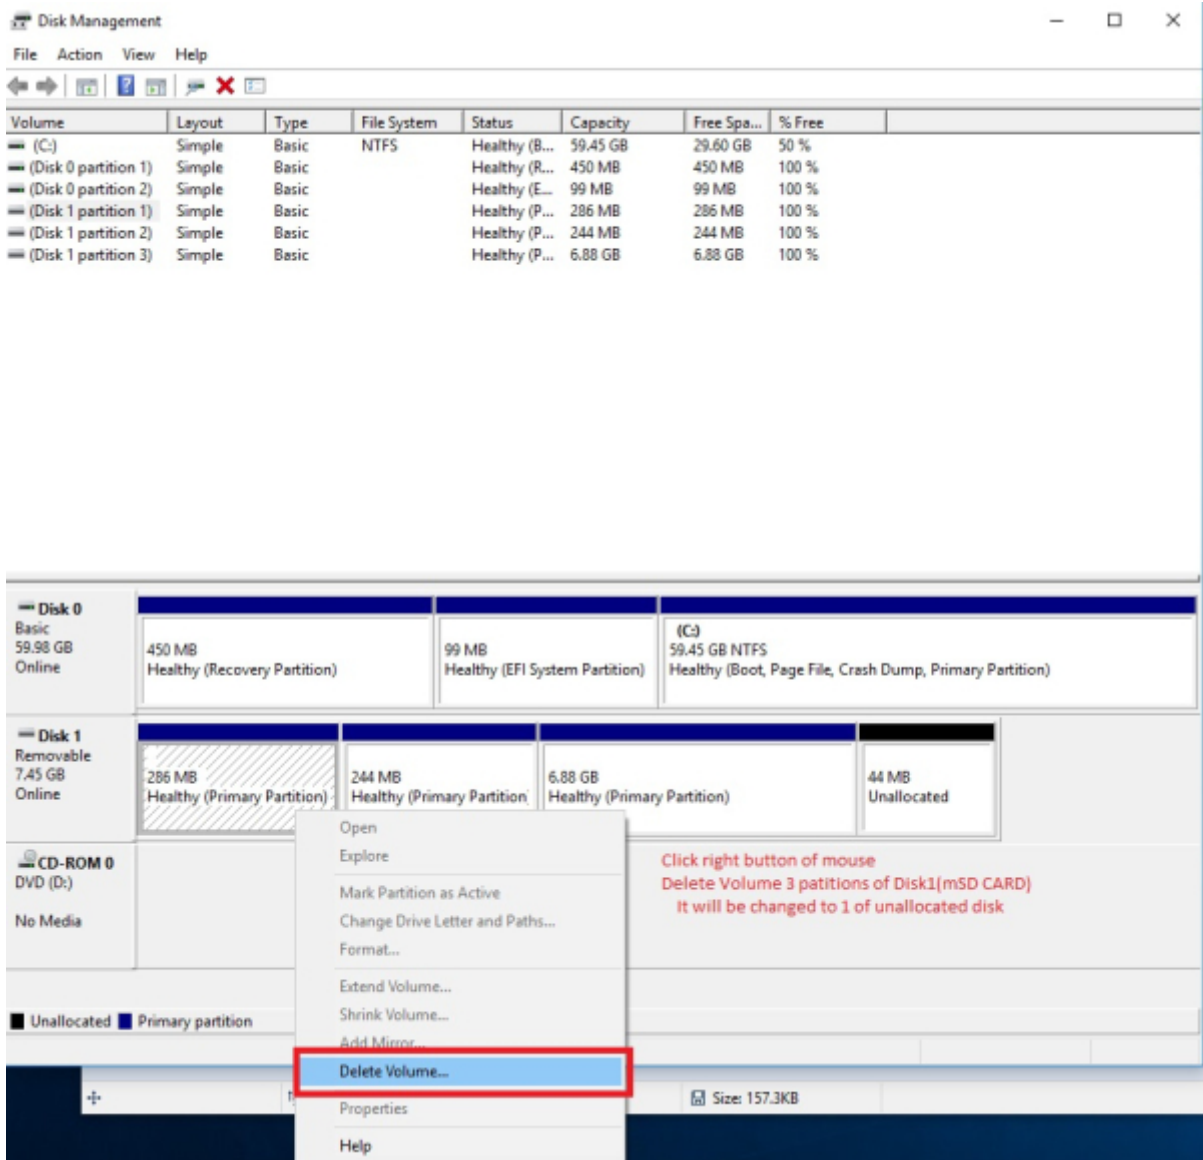 Disk Management
File Action View Help
Volume Layout Type File System Status Capacity Free Spa... % Free
(C:) Simple Basic NTFS Healthy (B... 59.45 GB 29.60 GB 50 %
(Disk 0 partition 1) Simple Basic Healthy (R... 450 MB 450 MB 100 %
(Disk 0 partition 2) Simple Basic Healthy (E... 99 MB 99 MB 100 %
(Disk 1 partition 1) Simple Basic Healthy (P... 286 MB 286 MB 100 %
(Disk 1 partition 2) Simple Basic Healthy (P... 244 MB 244 MB 100 %
(Disk 1 partition 3) Simple Basic Healthy (P... 6.88 GB 6.88 GB 100 %
Disk 0
Basic
59.98 GB
Online
450 MB
Healthy (Recovery Partition)
99 MB
Healthy (EFI System Partition)
(C:)
59.45 GB NTFS
Healthy (Boot, Page File, Crash Dump, Primary Partition)
Disk 1
Removable
7.45 GB
Online
286 MB
Healthy (Primary Partition)
244 MB
Healthy (Primary Partition
6.88 GB
Healthy (Primary Partition)
44 MB
Unallocated
CD-ROM 0
DVD (D:)
No Media
Open
Explore
Mark Partition as Active
Change Drive Letter and Paths...
Format...
Extend Volume...
Shrink Volume...
Add Mirror...
Delete Volume...
Properties
Help
Click right button of mouse
Delete Volume 3 patitions of Disk1(mSD CARD)
It will be changed to 1 of unallocated disk
Unallocated Primary partition
Size: 157.3KB